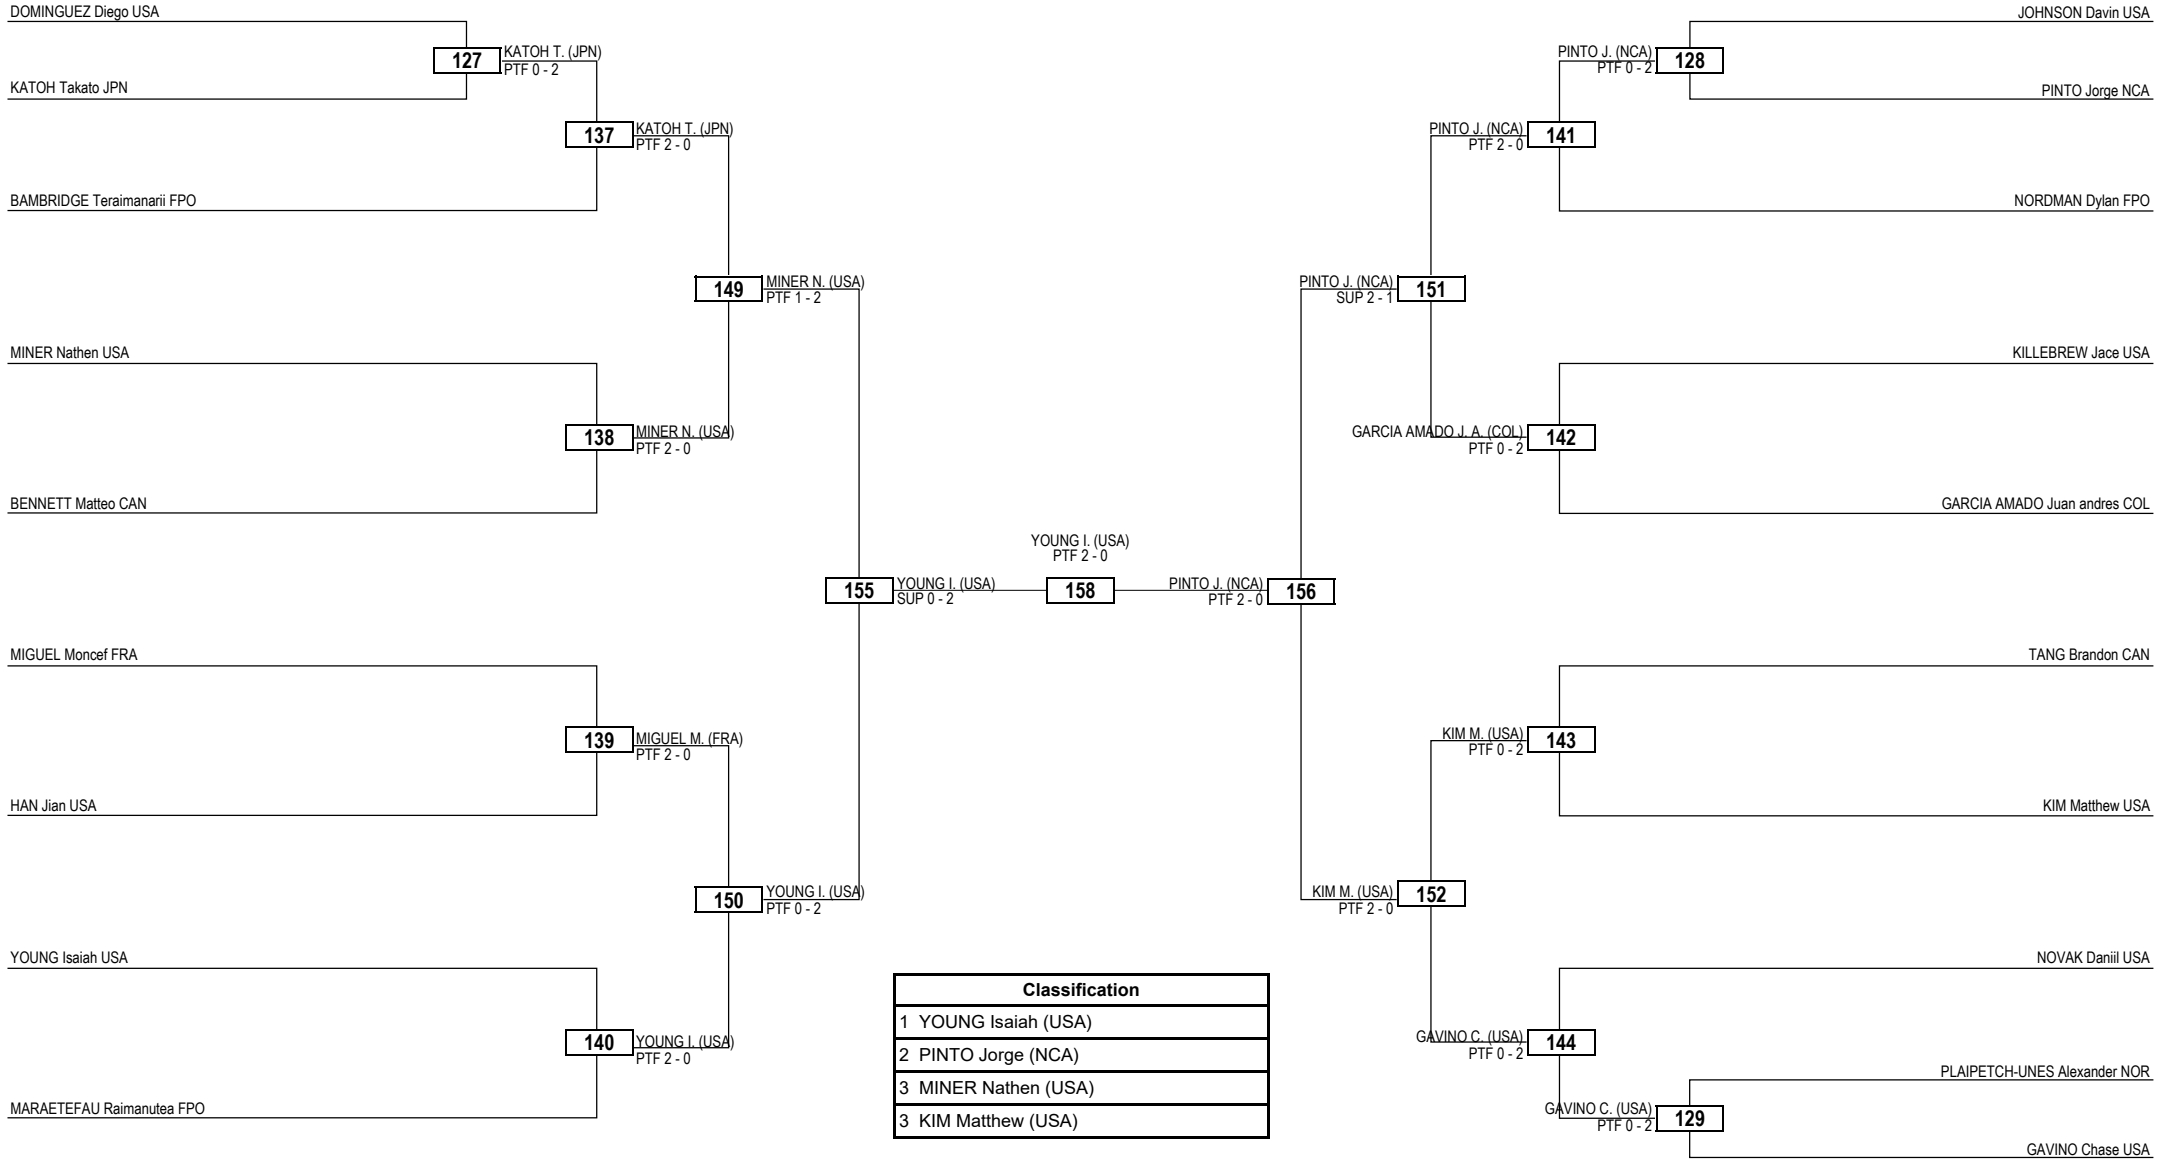 DOMINGUEZ Diego USA
127
KATOH T. (JPN)
PTF 0 - 2
KATOH Takato JPN
137
KATOH T. (JPN)
PTF 2 - 0
BAMBRIDGE Teraimanarii FPO
149
MINER N. (USA)
PTF 1 - 2
MINER Nathen USA
138
MINER N. (USA)
PTF 2 - 0
BENNETT Matteo CAN
155
YOUNG I. (USA)
SUP 0 - 2
MIGUEL Moncef FRA
139
MIGUEL M. (FRA)
PTF 2 - 0
HAN Jian USA
150
YOUNG I. (USA)
PTF 0 - 2
YOUNG Isaiah USA
140
YOUNG I. (USA)
PTF 2 - 0
MARAETEFAU Raimanutea FPO
YOUNG I. (USA)
PTF 2 - 0
158
JOHNSON Davin USA
PINTO J. (NCA)
PTF 0 - 2
128
PINTO Jorge NCA
PINTO J. (NCA)
PTF 2 - 0
141
NORDMAN Dylan FPO
PINTO J. (NCA)
SUP 2 - 1
151
KILLEBREW Jace USA
GARCIA AMADO J. A. (COL)
PTF 0 - 2
142
GARCIA AMADO Juan andres COL
PINTO J. (NCA)
PTF 2 - 0
156
TANG Brandon CAN
KIM M. (USA)
PTF 0 - 2
143
KIM Matthew USA
KIM M. (USA)
PTF 2 - 0
152
NOVAK Daniil USA
GAVINO C. (USA)
PTF 0 - 2
144
PLAIPETCH-UNES Alexander NOR
GAVINO C. (USA)
PTF 0 - 2
129
GAVINO Chase USA
Classification
1 YOUNG Isaiah (USA)
2 PINTO Jorge (NCA)
3 MINER Nathen (USA)
3 KIM Matthew (USA)